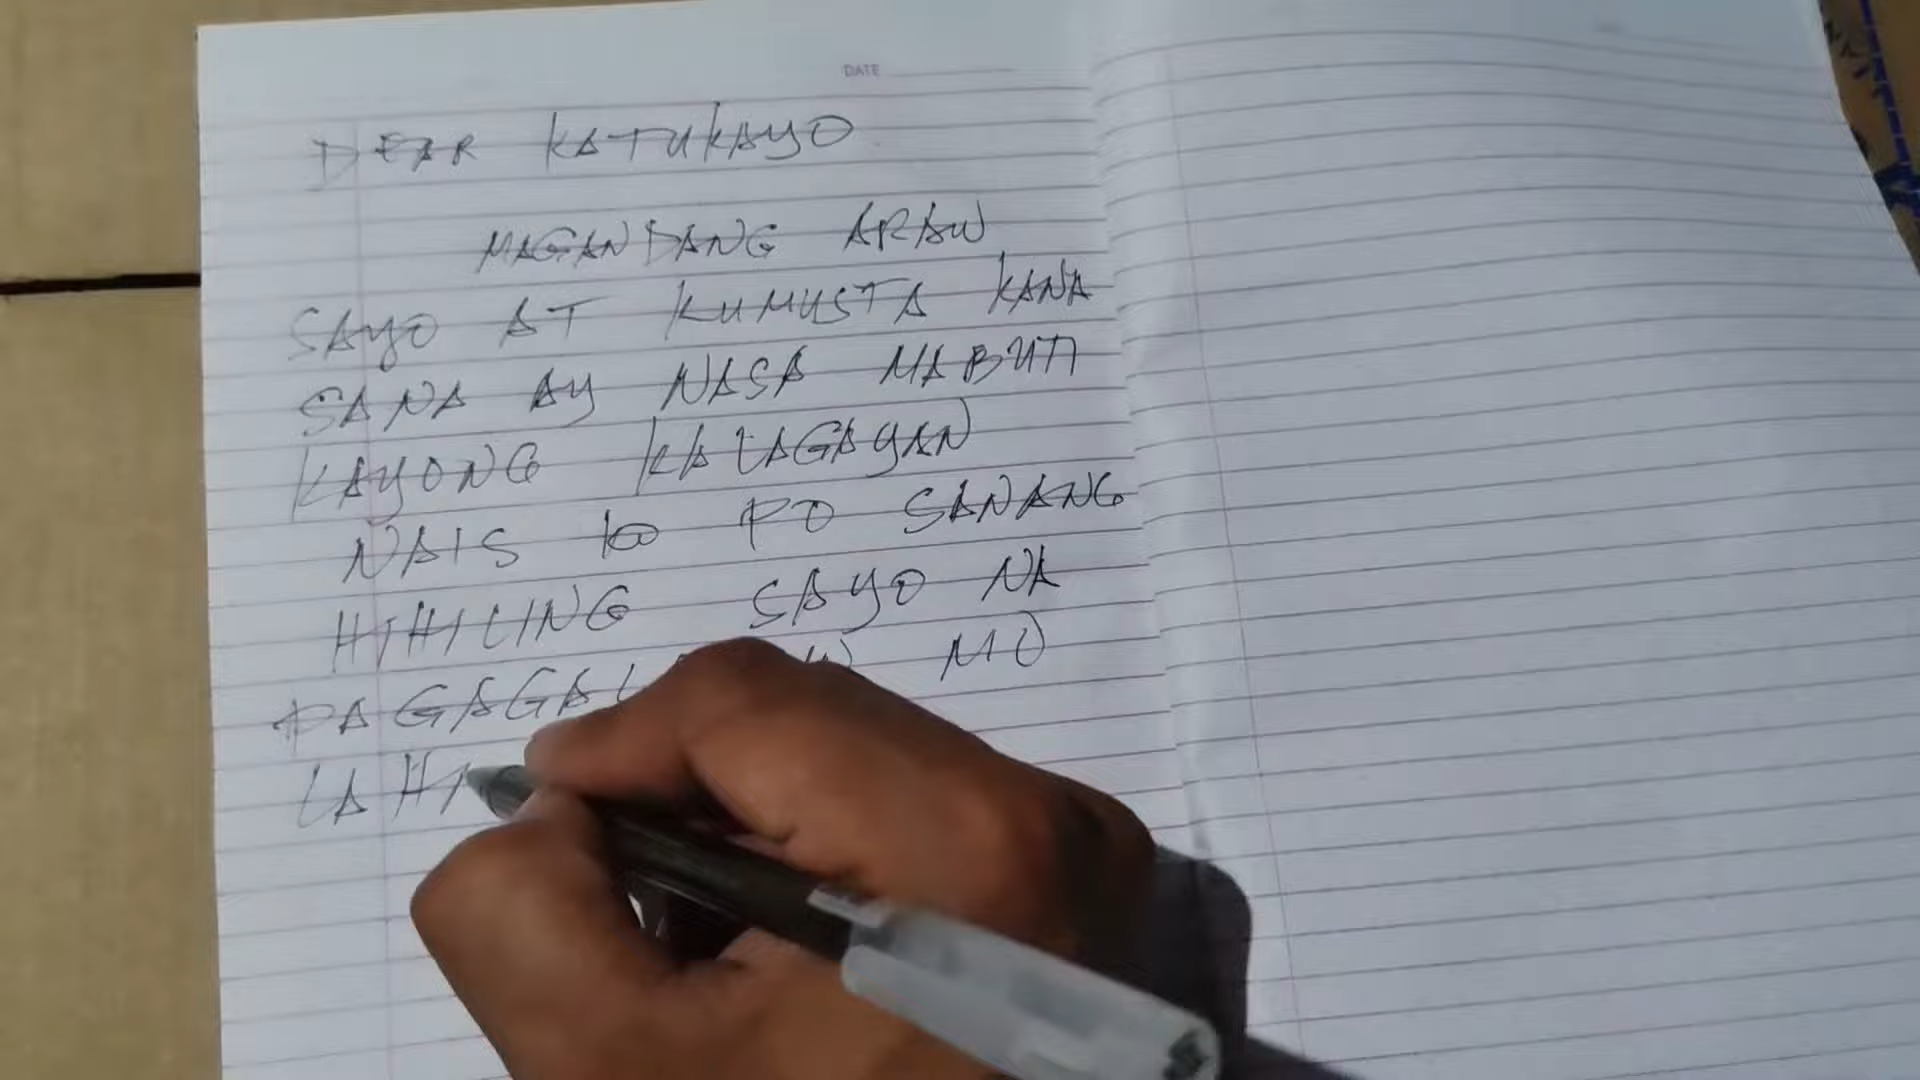 DATE
DEAR KATUKAYO
MAGANDANG ARAW
SAYO AT KUMUSTA KANA
SANA AY NASA MABUTI
KAYONG KALAGAYAN
NAIS KO PO SANANG
HIHILING SAYO NA
MO